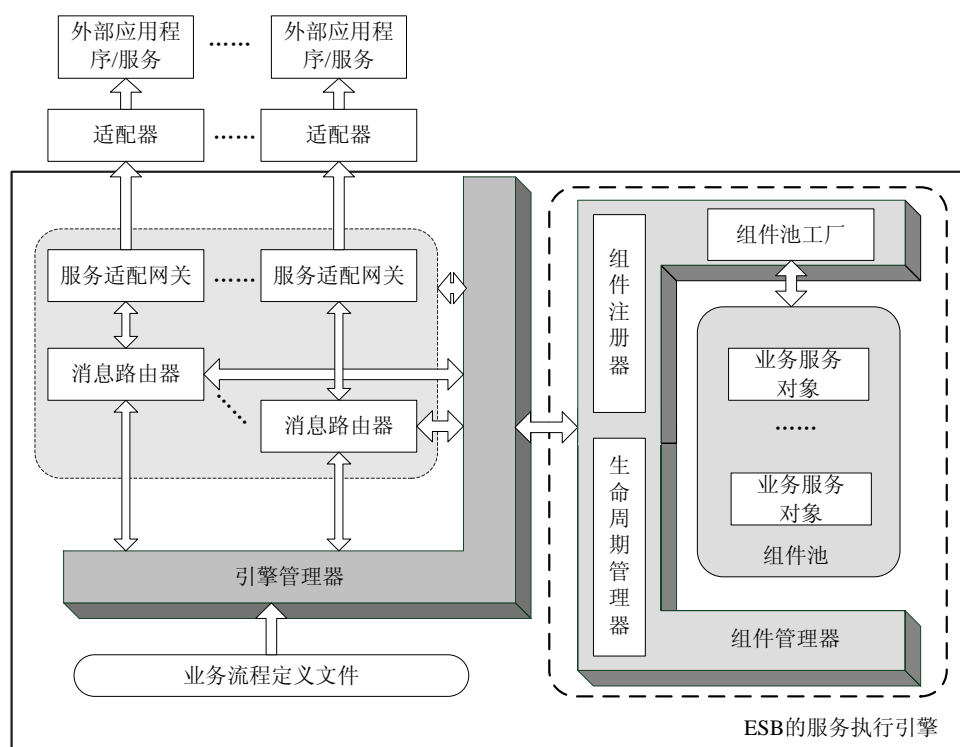 外部应用程
序/服务
……
外部应用程
序/服务
适配器
……
适配器
服务适配网关
……
服务适配网关
消息路由器
……
消息路由器
引擎管理器
业务流程定义文件
组件注册器
生命周期管理器
组件池工厂
业务服务
对象
……
业务服务
对象
组件池
组件管理器
ESB的服务执行引擎